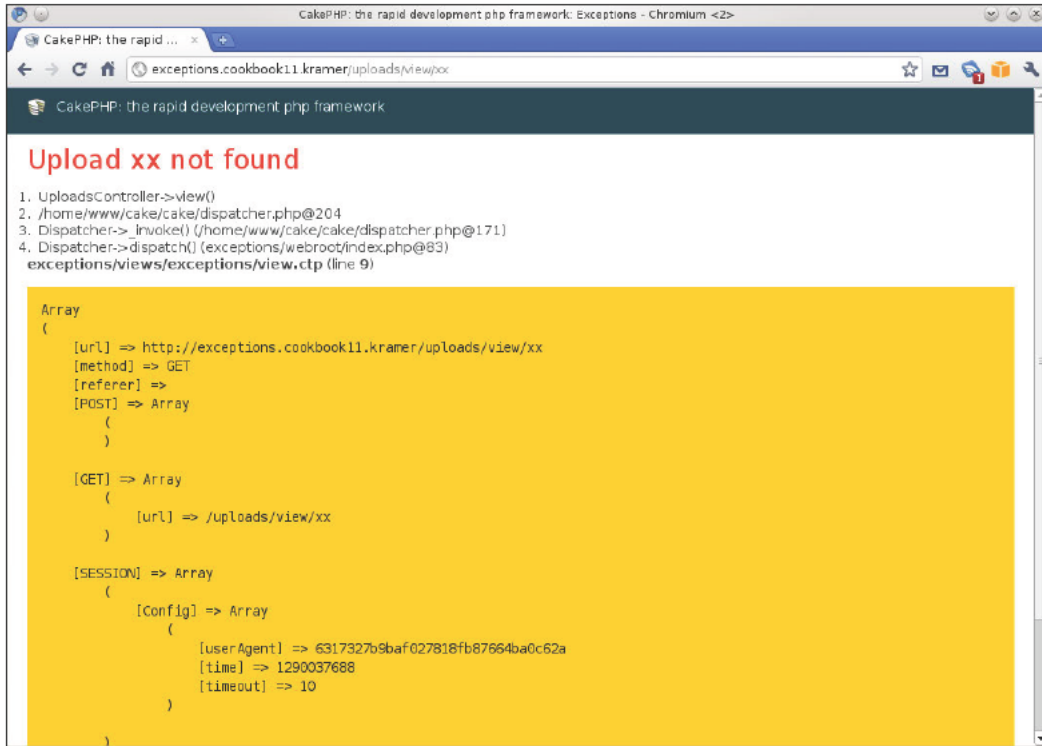 CakePHP: the rapid development php framework: Exceptions - Chromium <2>
CakePHP: the rapid ...
exceptions.cookbook11.kramer/uploads/view/xx
CakePHP: the rapid development php framework
Upload xx not found
1. UploadsController->view()
2. /home/www/cake/cake/dispatcher.php@204
3. Dispatcher->_invoke() (/home/www/cake/cake/dispatcher.php@171)
4. Dispatcher->dispatch() (exceptions/webroot/index.php@83)
exceptions/views/exceptions/view.ctp (line 9)
Array
(
[url] => http://exceptions.cookbook11.kramer/uploads/view/xx
[method] => GET
[referer] =>
[POST] => Array
(
)
[GET] => Array
(
[url] => /uploads/view/xx
)
[SESSION] => Array
(
[Config] => Array
(
[userAgent] => 6317327b9baf027818fb87664ba0c62a
[time] => 1290037688
[timeout] => 10
)
)